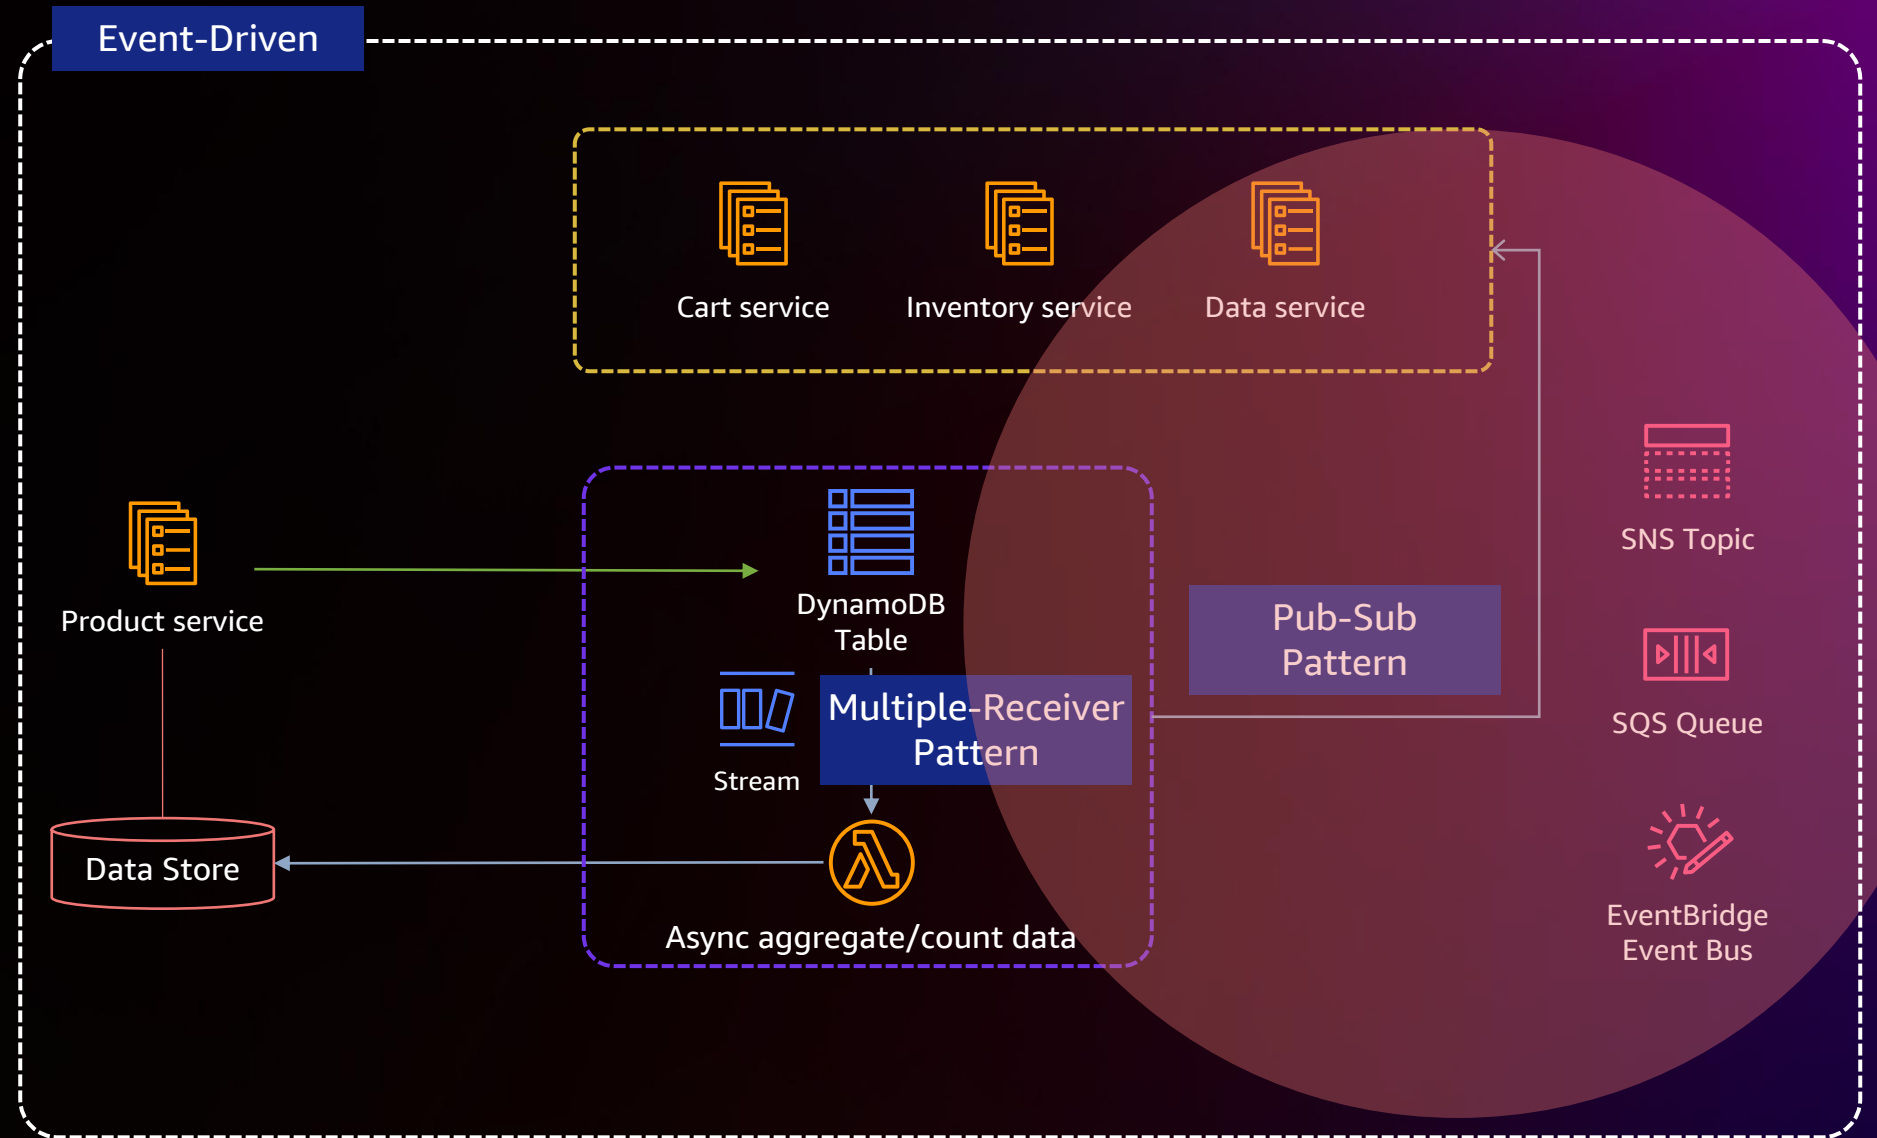 Event-Driven
Cart service
Inventory service
Data service
SNS Topic
Product service
DynamoDB
Table
Pub-Sub
Pattern
Multiple-Receiver
Pattern
Stream
SQS Queue
Data Store
Async aggregate/count data
EventBridge
Event Bus